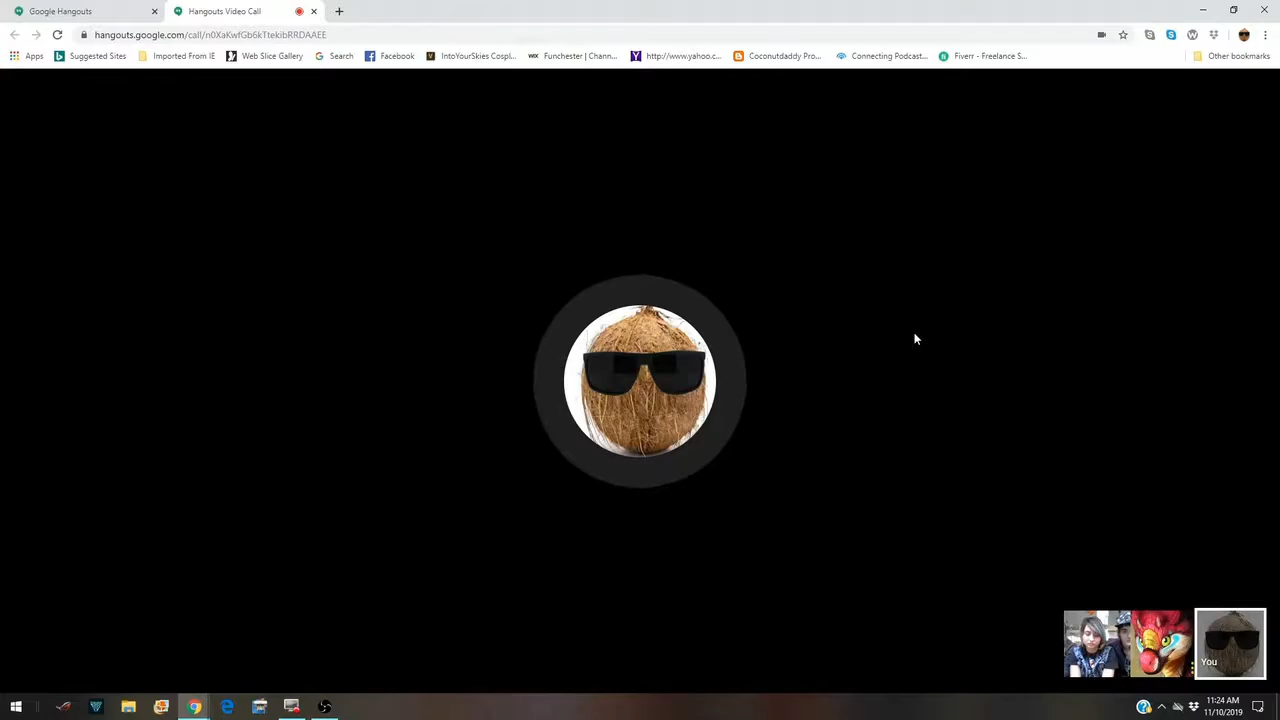 Google Hangouts
Hangouts Video Call
hangouts.google.com/call/n0XaKwfGb6kTtekibRRDAAEE
Apps Suggested Sites Imported From IE Web Slice Gallery Search Facebook IntoYourSkies Cospl... Funchester | Chann... http://www.yahoo.c... Coconutdaddy Pro... Connecting Podcast... Fiverr - Freelance S... Other bookmarks
You
11:24 AM
11/10/2019